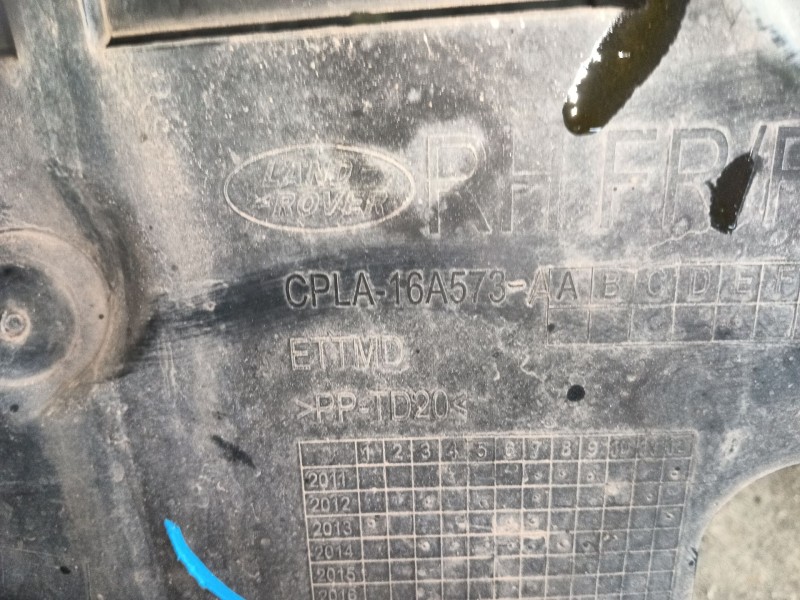 LAND
ROVER
RH FR/
CPLA-16A573-A A B C D E F
ETTMD
>PP-TD20<
1 2 3 4 5 6 7 8 9 10 11 12
2011
2012
2013
2014
2015
2016